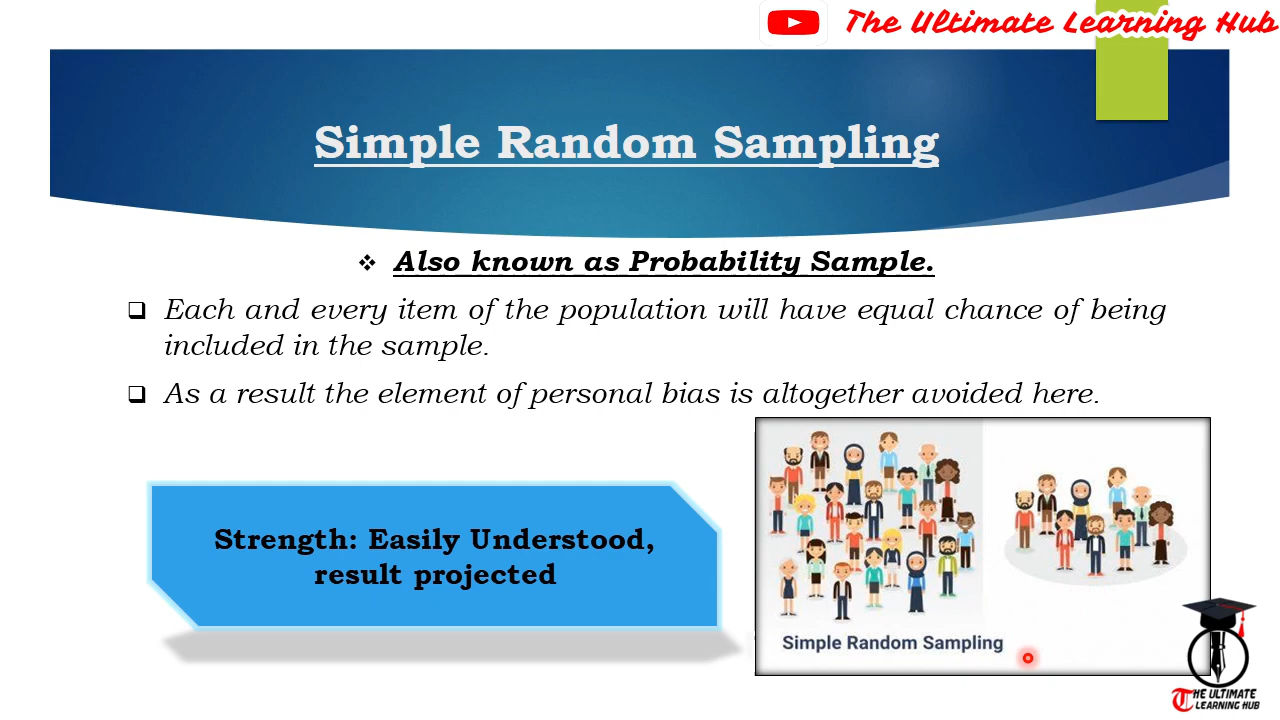 The Ultimate Learning Hub
Simple Random Sampling
❖ Also known as Probability Sample.
❑ Each and every item of the population will have equal chance of being
included in the sample.
❑ As a result the element of personal bias is altogether avoided here.
Strength: Easily Understood,
result projected
Simple Random Sampling
THE ULTIMATE
LEARNING HUB